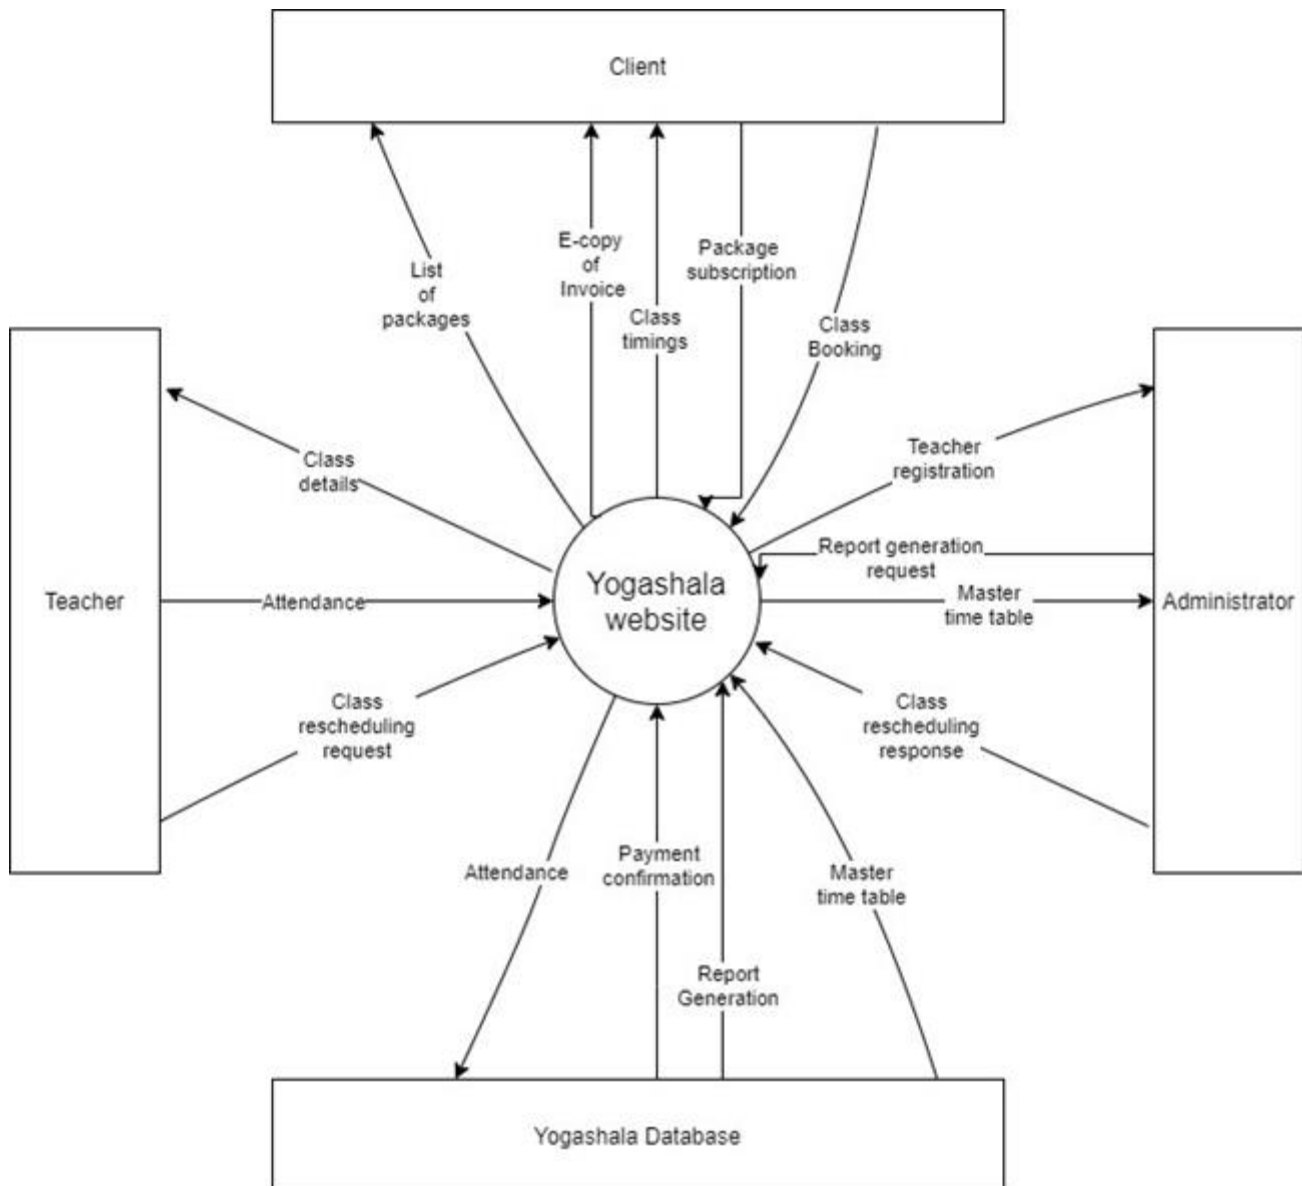 Client
E-copy
of
Invoice
Package
subscription
List
of
packages
Class
timings
Class
Booking
Class
details
Teacher
registration
Report generation
request
Yogashala
website
Teacher
Attendance
Master
time table
Administrator
Class
rescheduling
request
Class
rescheduling
response
Attendance
Payment
confirmation
Master
time table
Report
Generation
Yogashala Database